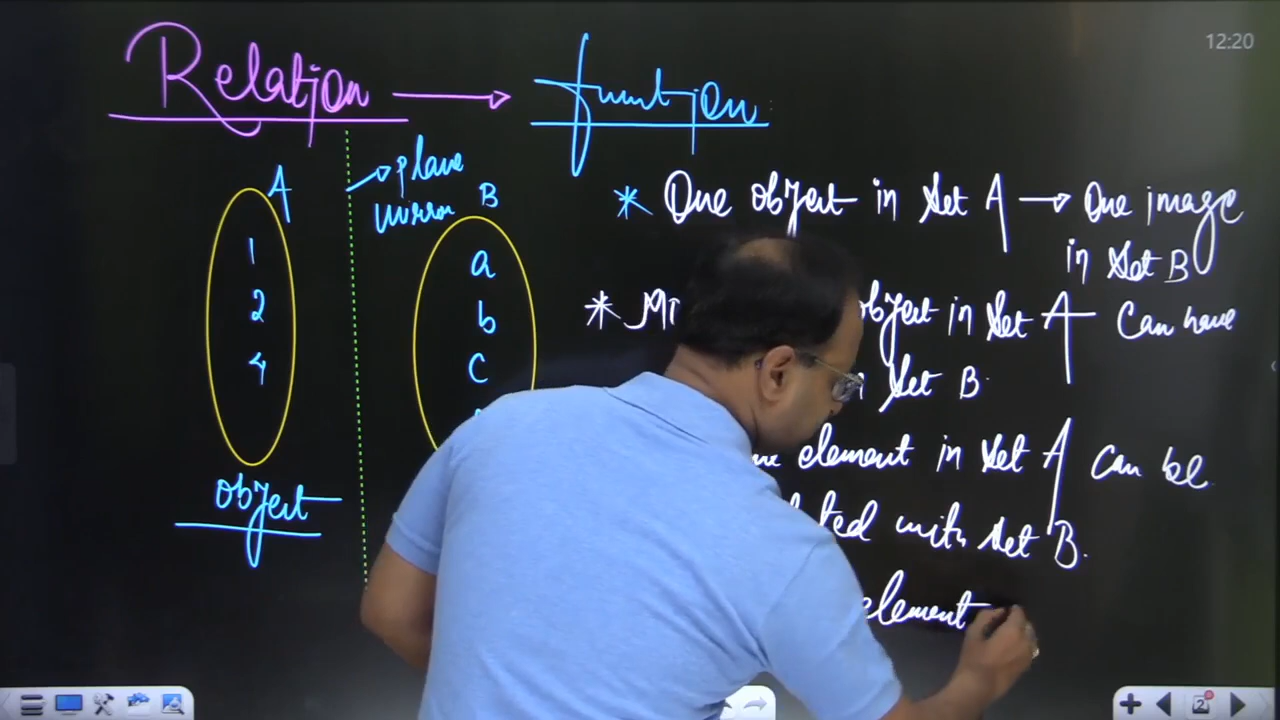 12:20
Relation → function
plane
mirror
A
B
1
2
4
a
b
c
object
* One object in Set A → One image
in Set B
* object in Set A Can have
Set B.
element in Set A Can be
with Set B.
element
2